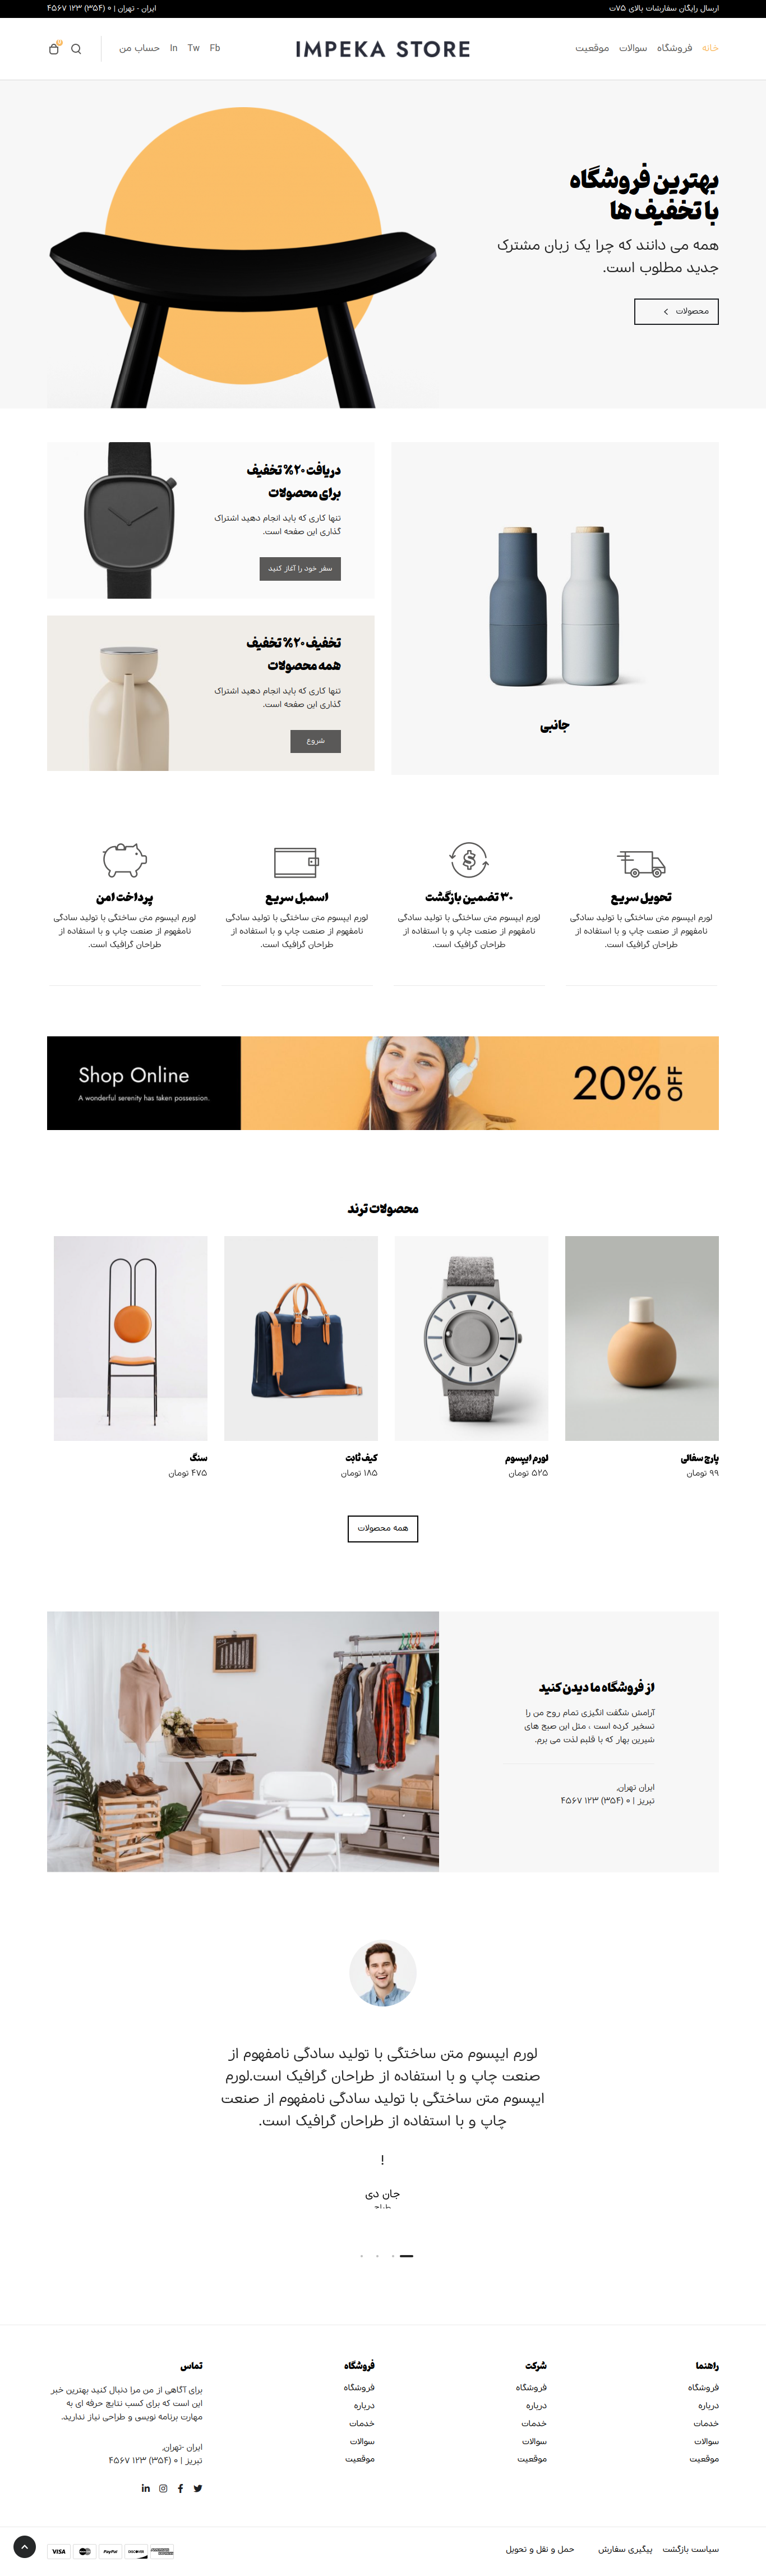 ارسال رایگان سفارشات بالای ۷۵ت
ایران - تهران | ۰ (۳۵۴) ۱۲۳ ۴۵۶۷
خانه فروشگاه سوالات موقعیت
IMPEKA STORE
Fb Tw In حساب من
بهترین فروشگاه
با تخفیف ها
همه می دانند که چرا یک زبان مشترک
جدید مطلوب است.
محصولات
جانبی
دریافت ۲۰٪ تخفیف
برای محصولات
تنها کاری که باید انجام دهید اشتراک
گذاری این صفحه است.
سفر خود را آغاز کنید
تخفیف ۲۰٪ تخفیف
همه محصولات
تنها کاری که باید انجام دهید اشتراک
گذاری این صفحه است.
شروع
تحویل سریع
لورم ایپسوم متن ساختگی با تولید سادگی
نامفهوم از صنعت چاپ و با استفاده از
طراحان گرافیک است.
۳۰ تضمین بازگشت
لورم ایپسوم متن ساختگی با تولید سادگی
نامفهوم از صنعت چاپ و با استفاده از
طراحان گرافیک است.
اسمبل سریع
لورم ایپسوم متن ساختگی با تولید سادگی
نامفهوم از صنعت چاپ و با استفاده از
طراحان گرافیک است.
پرداخت امن
لورم ایپسوم متن ساختگی با تولید سادگی
نامفهوم از صنعت چاپ و با استفاده از
طراحان گرافیک است.
Shop Online
A wonderful serenity has taken possession.
20% OFF
محصولات ترند
پارچ سفالی
۹۹ تومان
لورم ایپسوم
۵۲۵ تومان
کیف ثابت
۱۸۵ تومان
سنگ
۴۷۵ تومان
همه محصولات
از فروشگاه ما دیدن کنید
آرامش شگفت انگیزی تمام روح من را
تسخیر کرده است ، مثل این صبح های
شیرین بهار که با قلبم لذت می برم.
ایران تهران,
تبریز | ۰ (۳۵۴) ۱۲۳ ۴۵۶۷
لورم ایپسوم متن ساختگی با تولید سادگی نامفهوم از
صنعت چاپ و با استفاده از طراحان گرافیک است.لورم
ایپسوم متن ساختگی با تولید سادگی نامفهوم از صنعت
چاپ و با استفاده از طراحان گرافیک است.
!
جان دی
طراح
راهنما
فروشگاه
درباره
خدمات
سوالات
موقعیت
شرکت
فروشگاه
درباره
خدمات
سوالات
موقعیت
فروشگاه
فروشگاه
درباره
خدمات
سوالات
موقعیت
تماس
برای آگاهی از من مرا دنبال کنید بهترین خبر
این است که برای کسب نتایج حرفه ای به
مهارت برنامه نویسی و طراحی نیاز ندارید.
ایران -تهران,
تبریز | ۰ (۳۵۴) ۱۲۳ ۴۵۶۷
سیاست بازگشت پیگیری سفارش حمل و نقل و تحویل
VISA PayPal DISCOVER